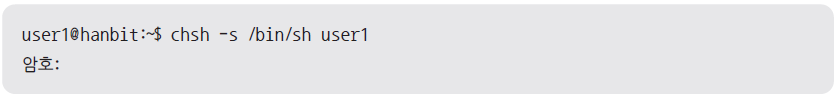 user1@hanbit:~$ chsh -s /bin/sh user1
암호: